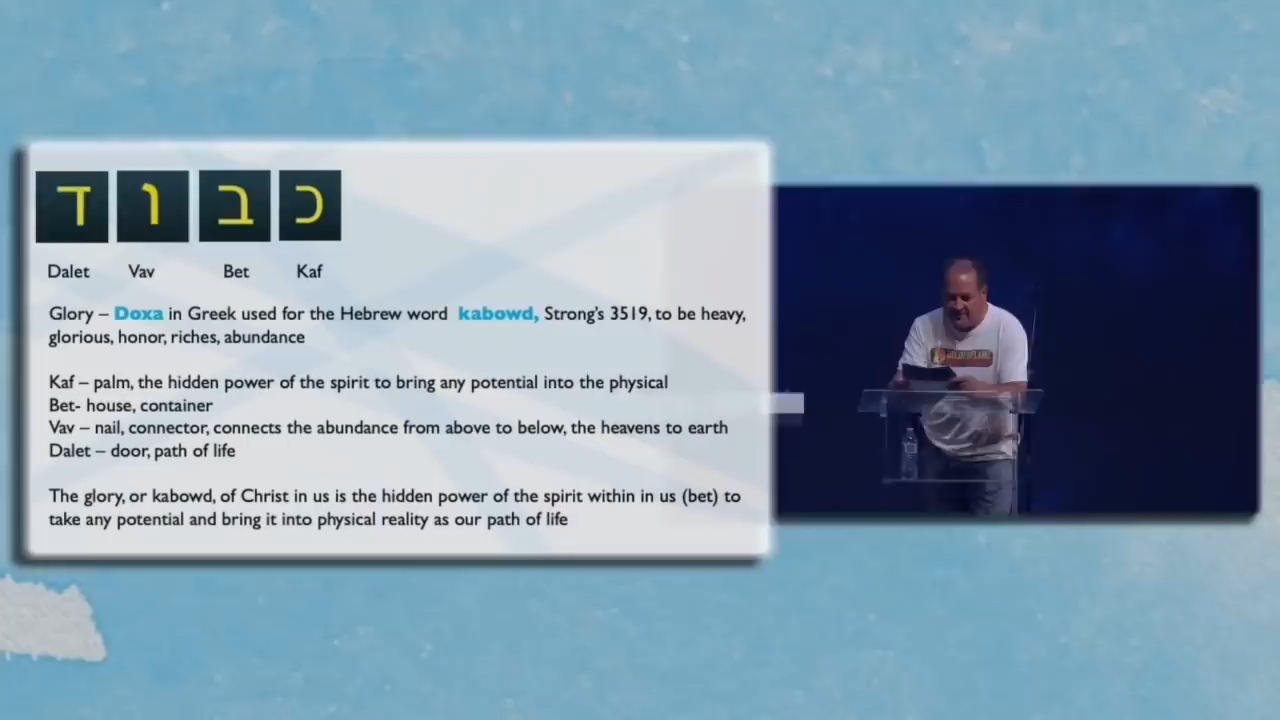 כבוד
Dalet Vav Bet Kaf
Glory – Doxa in Greek used for the Hebrew word kabowd, Strong's 3519, to be heavy,
glorious, honor, riches, abundance
Kaf – palm, the hidden power of the spirit to bring any potential into the physical
Bet- house, container
Vav – nail, connector, connects the abundance from above to below, the heavens to earth
Dalet – door, path of life
The glory, or kabowd, of Christ in us is the hidden power of the spirit within in us (bet) to
take any potential and bring it into physical reality as our path of life